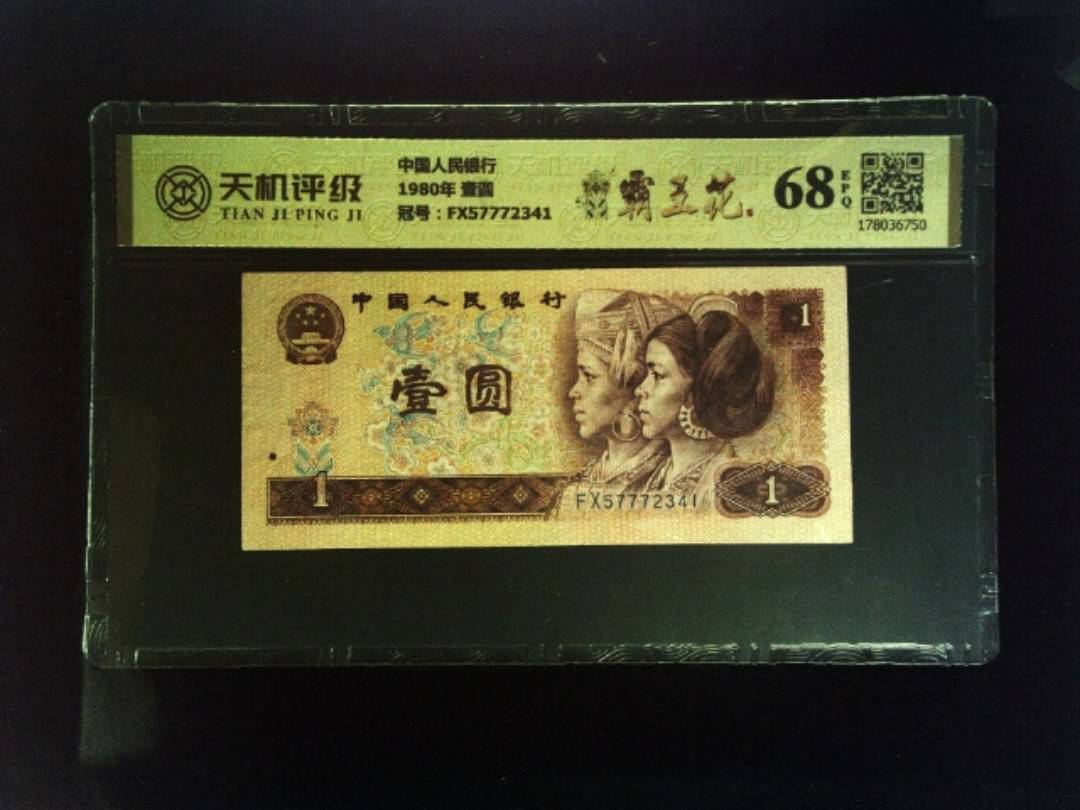 天机评级
TIAN JI PING JI
中国人民银行
1980年 壹圆
冠号：FX57772341
霸王花
68
EPQ
178036750
中国人民银行
壹圆
1
1
FX57772341
1